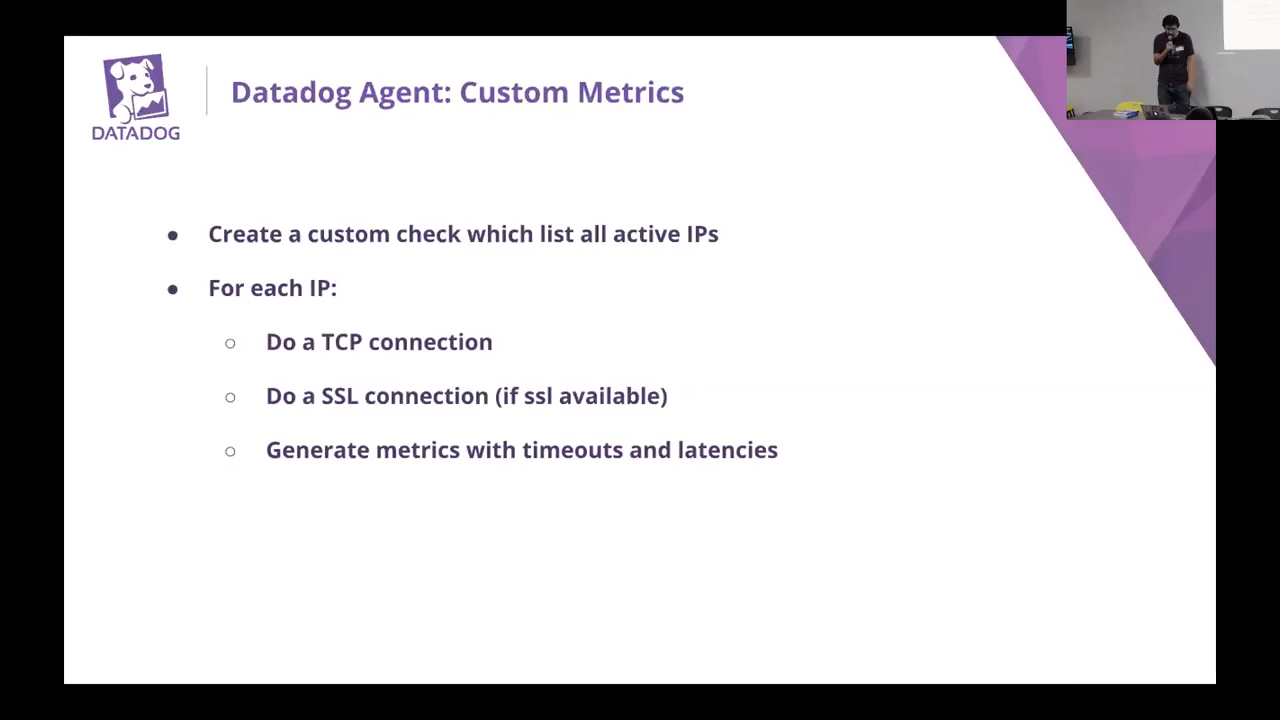 DATADOG
Datadog Agent: Custom Metrics
● Create a custom check which list all active IPs
● For each IP:
○ Do a TCP connection
○ Do a SSL connection (if ssl available)
○ Generate metrics with timeouts and latencies